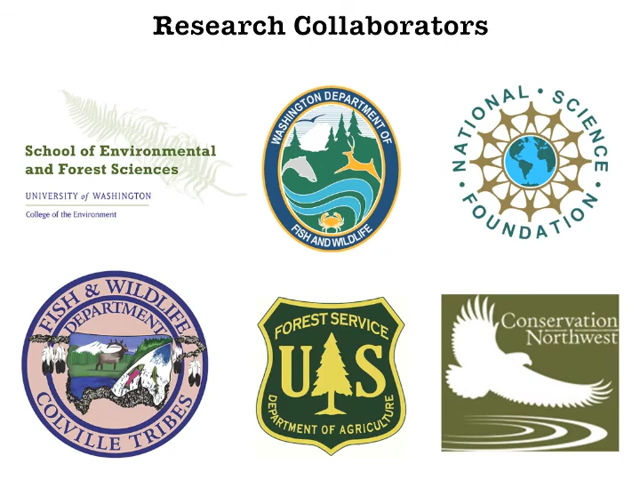 Research Collaborators
School of Environmental
and Forest Sciences
UNIVERSITY of WASHINGTON
College of the Environment
WASHINGTON DEPARTMENT OF
FISH AND WILDLIFE
NATIONAL • SCIENCE
• FOUNDATION •
FISH & WILDLIFE
DEPARTMENT
COLVILLE TRIBES
FOREST SERVICE
U S
DEPARTMENT OF AGRICULTURE
Conservation
Northwest